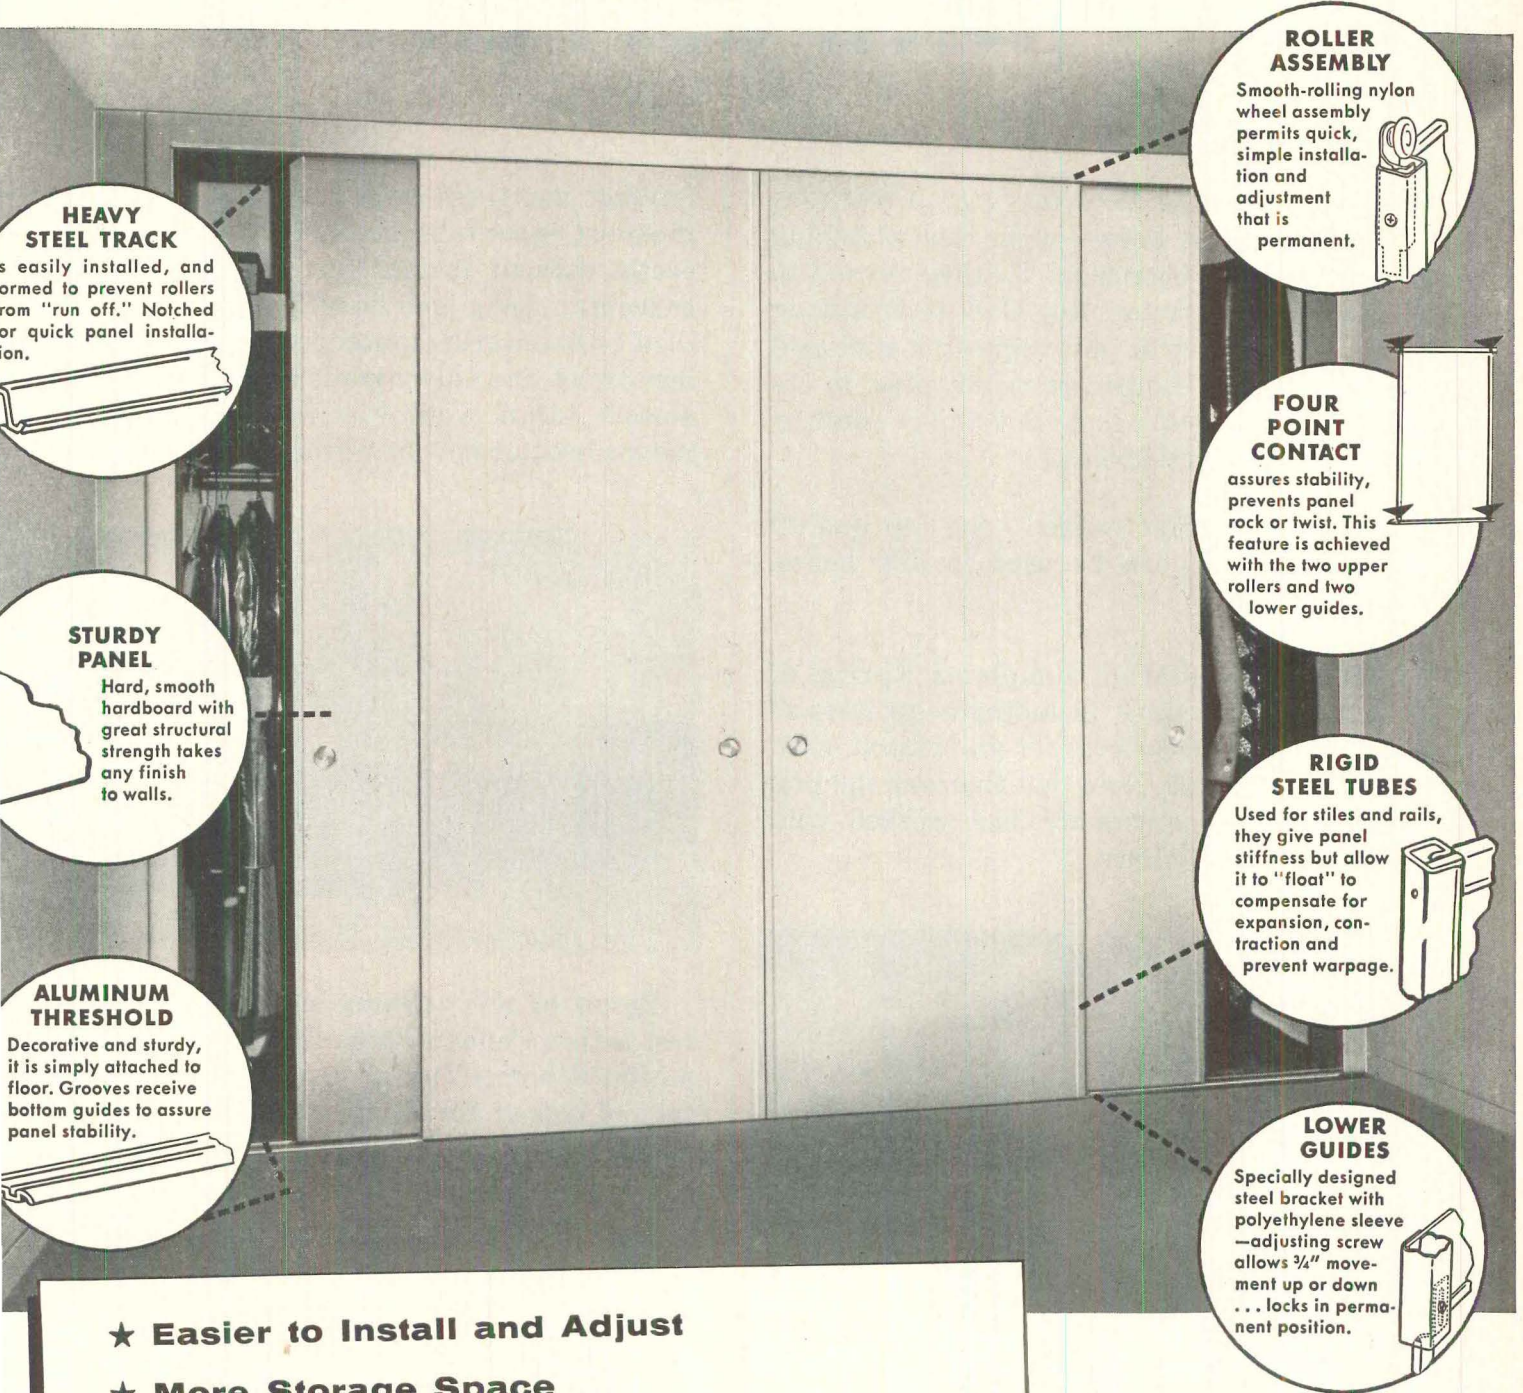 HEAVY
STEEL TRACK
s easily installed, and
ormed to prevent rollers
rom "run off." Notched
or quick panel installa-
ion.
STURDY
PANEL
Hard, smooth
hardboard with
great structural
strength takes
any finish
to walls.
ALUMINUM
THRESHOLD
Decorative and sturdy,
it is simply attached to
floor. Grooves receive
bottom guides to assure
panel stability.
ROLLER
ASSEMBLY
Smooth-rolling nylon
wheel assembly
permits quick,
simple installa-
tion and
adjustment
that is
permanent.
FOUR
POINT
CONTACT
assures stability,
prevents panel
rock or twist. This
feature is achieved
with the two upper
rollers and two
lower guides.
RIGID
STEEL TUBES
Used for stiles and rails,
they give panel
stiffness but allow
it to "float" to
compensate for
expansion, con-
traction and
prevent warpage.
LOWER
GUIDES
Specially designed
steel bracket with
polyethylene sleeve
—adjusting screw
allows ¾" move-
ment up or down
... locks in perma-
nent position.
★ Easier to Install and Adjust
★ More Storage Space